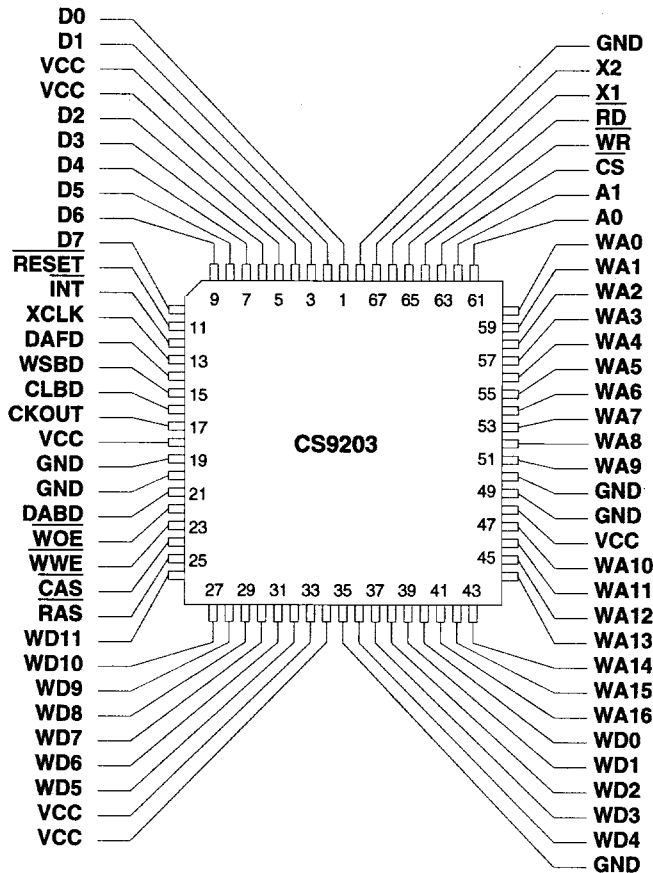 D0
D1
VCC
VCC
D2
D3
D4
D5
D6
D7
RESET
INT
XCLK
DAFD
WSBD
CLBD
CKOUT
VCC
GND
GND
DABD
WOE
WWE
CAS
RAS
WD11
WD10
WD9
WD8
WD7
WD6
WD5
VCC
VCC
GND
X2
X1
RD
WR
CS
A1
A0
WA0
WA1
WA2
WA3
WA4
WA5
WA6
WA7
WA8
WA9
GND
GND
VCC
WA10
WA11
WA12
WA13
WA14
WA15
WA16
WD0
WD1
WD2
WD3
WD4
GND
9 7 5 3 1 67 65 63 61
11
13
15
17
19
21
23
25
CS9203
59
57
55
53
51
49
47
45
27 29 31 33 35 37 39 41 43